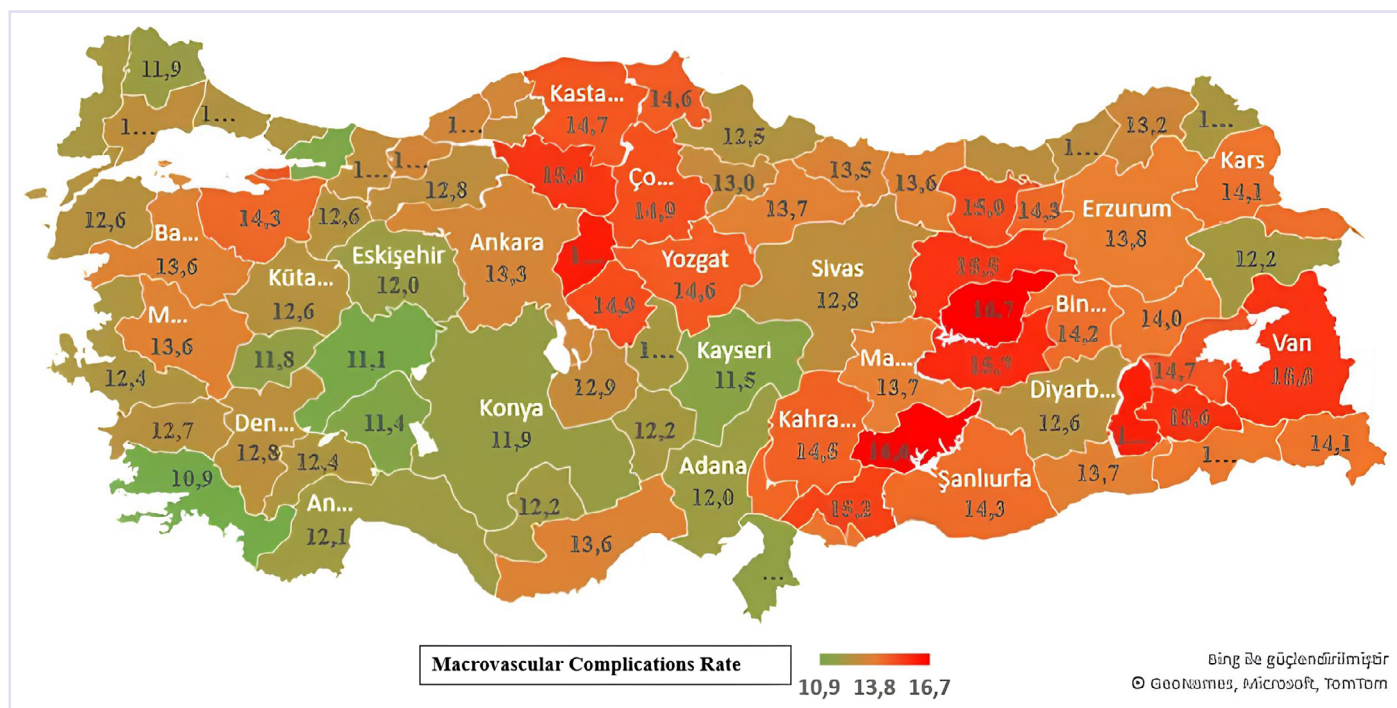 11,9
1...
1...
Kasta...
14,7
14,6
12,5
13,2
1...
1...
Kars
14,1
1...
1...
12,8
Ço...
14,9
13,0
13,5
13,6
13,7
14,3
Erzurum
13,8
12,6
Ba...
13,6
14,3
12,6
Ankara
13,3
1...
Eskişehir
12,0
Küta...
12,6
14,9
Yozgat
14,6
Sivas
12,8
12,2
Bin...
14,2
14,0
Van
M...
13,6
11,8
11,1
1...
Kayseri
11,5
Ma...
13,7
14,7
12,4
12,9
Diyarb...
12,6
1...
12,7
Den...
12,8
11,4
Konya
11,9
12,2
Kahra...
12,4
14,1
1...
13,7
10,9
Adana
12,0
Şanlıurfa
14,3
An...
12,1
12,2
13,6
...
Macrovascular Complications Rate
10,9 13,8 16,7
Bing ile güçlendirilmiştir
© GeoNames, Microsoft, TomTom